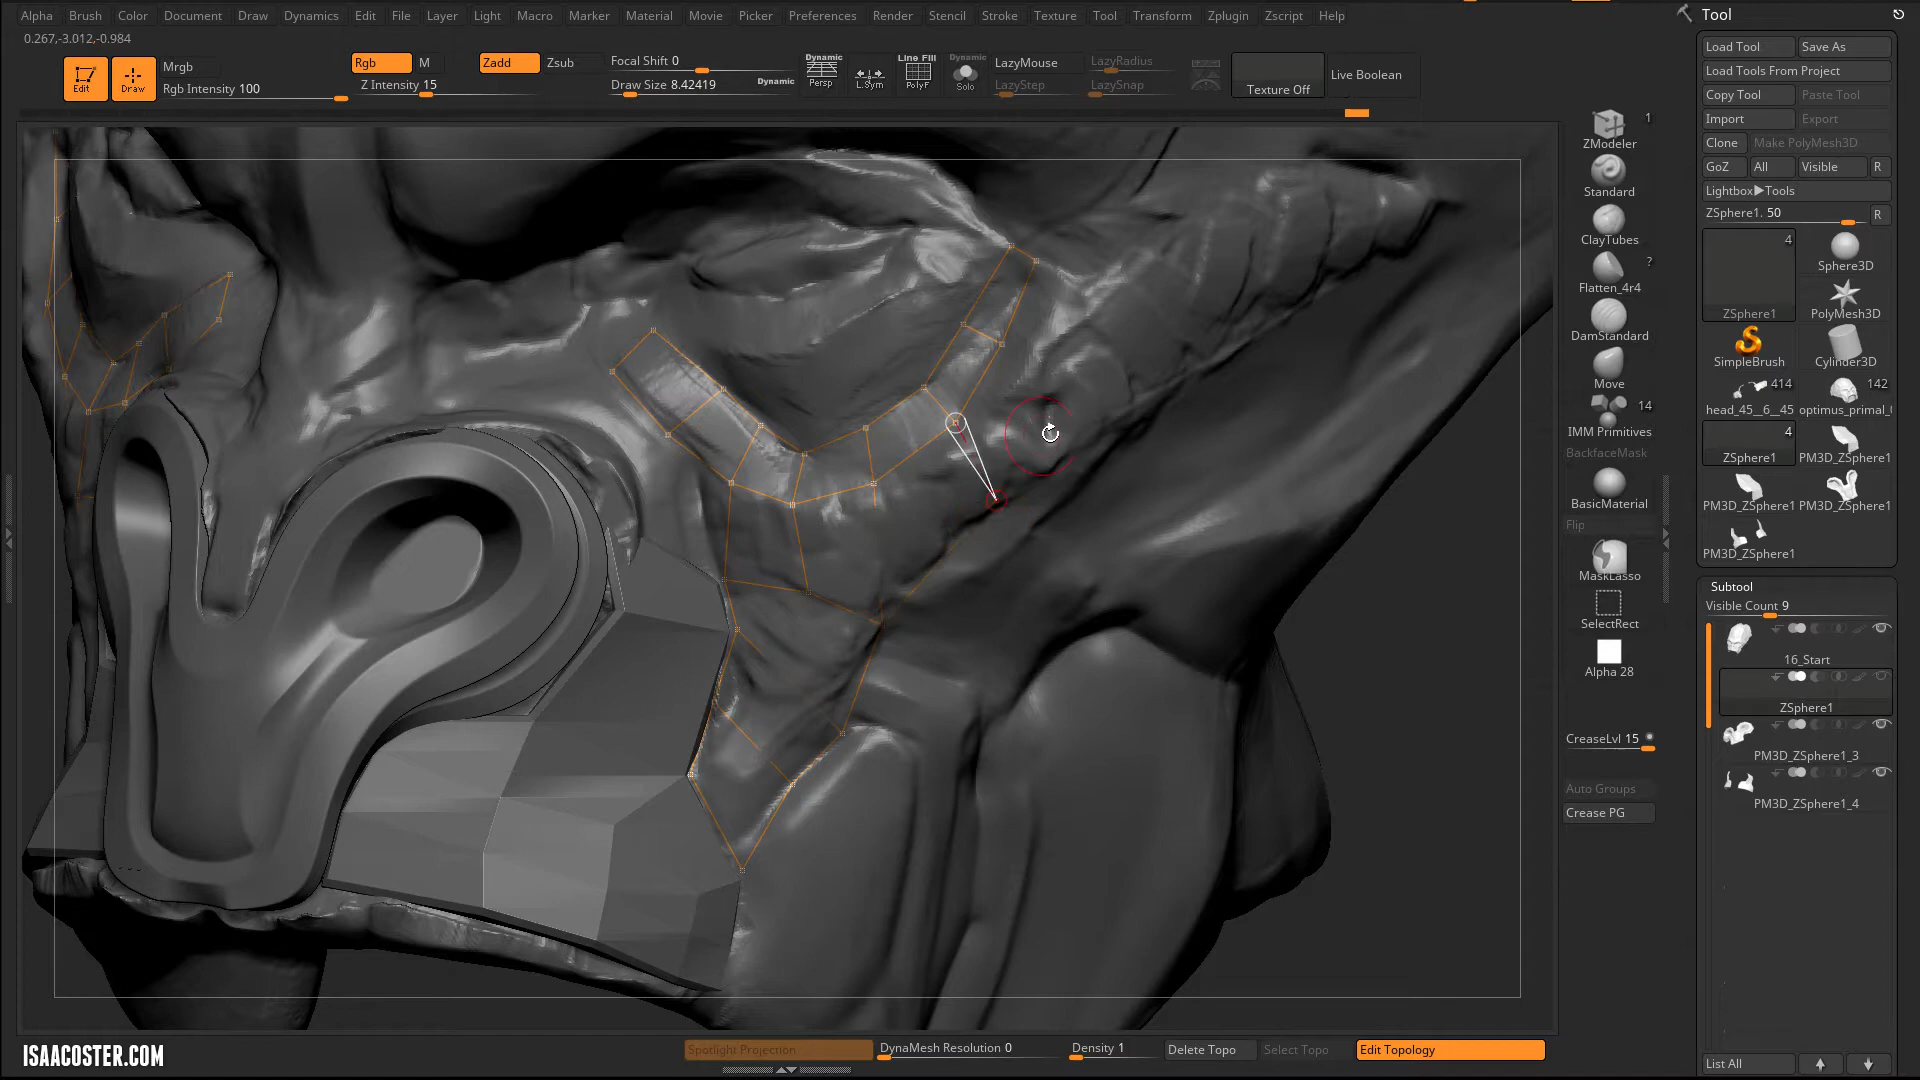 Alpha Brush Color Document Draw Dynamics Edit File Layer Light Macro Marker Material Movie Picker Preferences Render Stencil Stroke Texture Tool Transform Zplugin Zscript Help
0.267,-3.012,-0.984
Edit
Draw
Mrgb
Rgb Intensity 100
Rgb
M
Z Intensity 15
Zadd
Zsub
Focal Shift 0
Draw Size 8.42419
Dynamic
Dynamic
Persp
L.Sym
Line Fill
PolyF
Dynamic
Solo
LazyMouse
LazyStep
LazyRadius
LazySnap
Texture Off
Live Boolean
ZModeler
1
Standard
ClayTubes
?
Flatten_4r4
DamStandard
Move
14
IMM Primitives
BackfaceMask
BasicMaterial
Flip
MaskLasso
SelectRect
Alpha 28
CreaseLvl 15
Auto Groups
Crease PG
Tool
Load Tool
Save As
Load Tools From Project
Copy Tool
Paste Tool
Import
Export
Clone
Make PolyMesh3D
GoZ
All
Visible
R
Lightbox▶Tools
ZSphere1. 50
R
4
ZSphere1
Sphere3D
PolyMesh3D
SimpleBrush
Cylinder3D
414
142
head_45__6__45
optimus_primal_
4
ZSphere1
PM3D_ZSphere1
PM3D_ZSphere1
PM3D_ZSphere1
PM3D_ZSphere1
Subtool
Visible Count 9
16_Start
ZSphere1
PM3D_ZSphere1_3
PM3D_ZSphere1_4
List All
ISAACOSTER.COM
Spotlight Projection
DynaMesh Resolution 0
Density 1
Delete Topo
Select Topo
Edit Topology